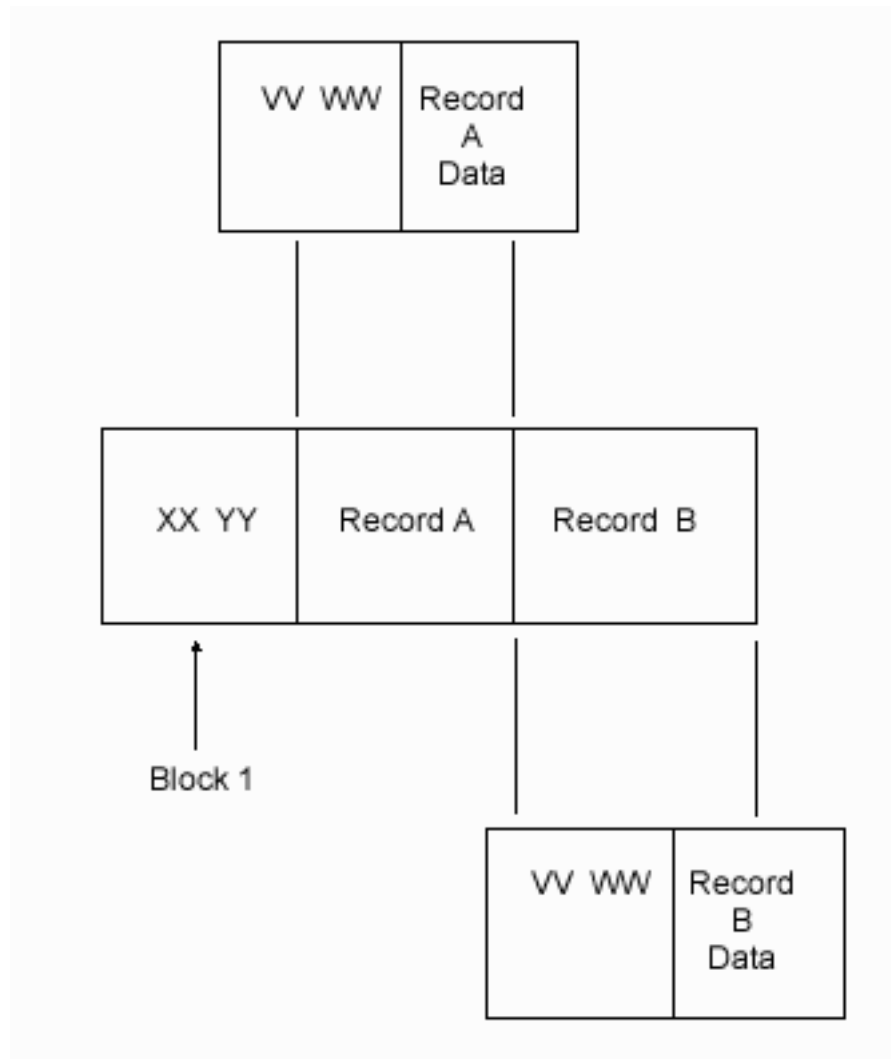 VV WW
Record
A
Data
XX YY
Record A
Record B
Block 1
VV WW
Record
B
Data